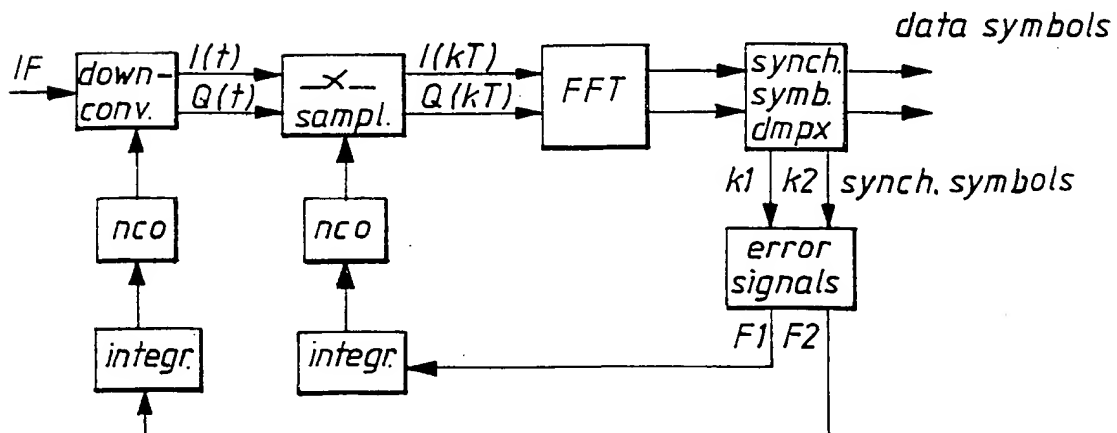 data symbols
IF
down-
conv.
I(t)
Q(t)
sampl.
I(kT)
Q(kT)
FFT
synch.
symb.
dmpx
k1 k2 synch. symbols
nco
nco
error
signals
F1 F2
integr.
integr.